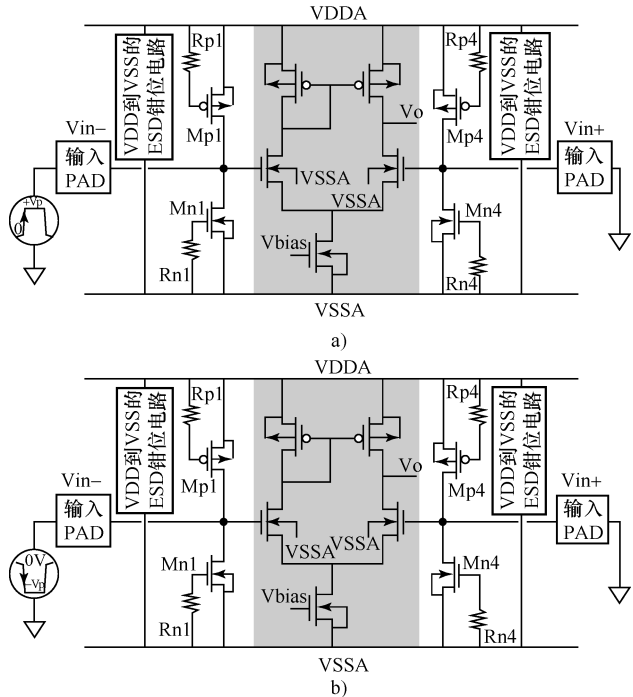 VDDA
VDD到VSS的
ESD钳位电路
Rp1
Mp1
Vin−
输入
PAD
+Vp
0
Mn1
Rn1
VSSA
VSSA
Vo
Vbias
Rp4
Mp4
VDD到VSS的
ESD钳位电路
Vin+
输入
PAD
Mn4
Rn4
VSSA
a)
VDDA
VDD到VSS的
ESD钳位电路
Rp1
Mp1
Vin−
输入
PAD
0V
−Vp
Mn1
Rn1
VSSA
VSSA
Vo
Vbias
Rp4
Mp4
VDD到VSS的
ESD钳位电路
Vin+
输入
PAD
Mn4
Rn4
VSSA
b)